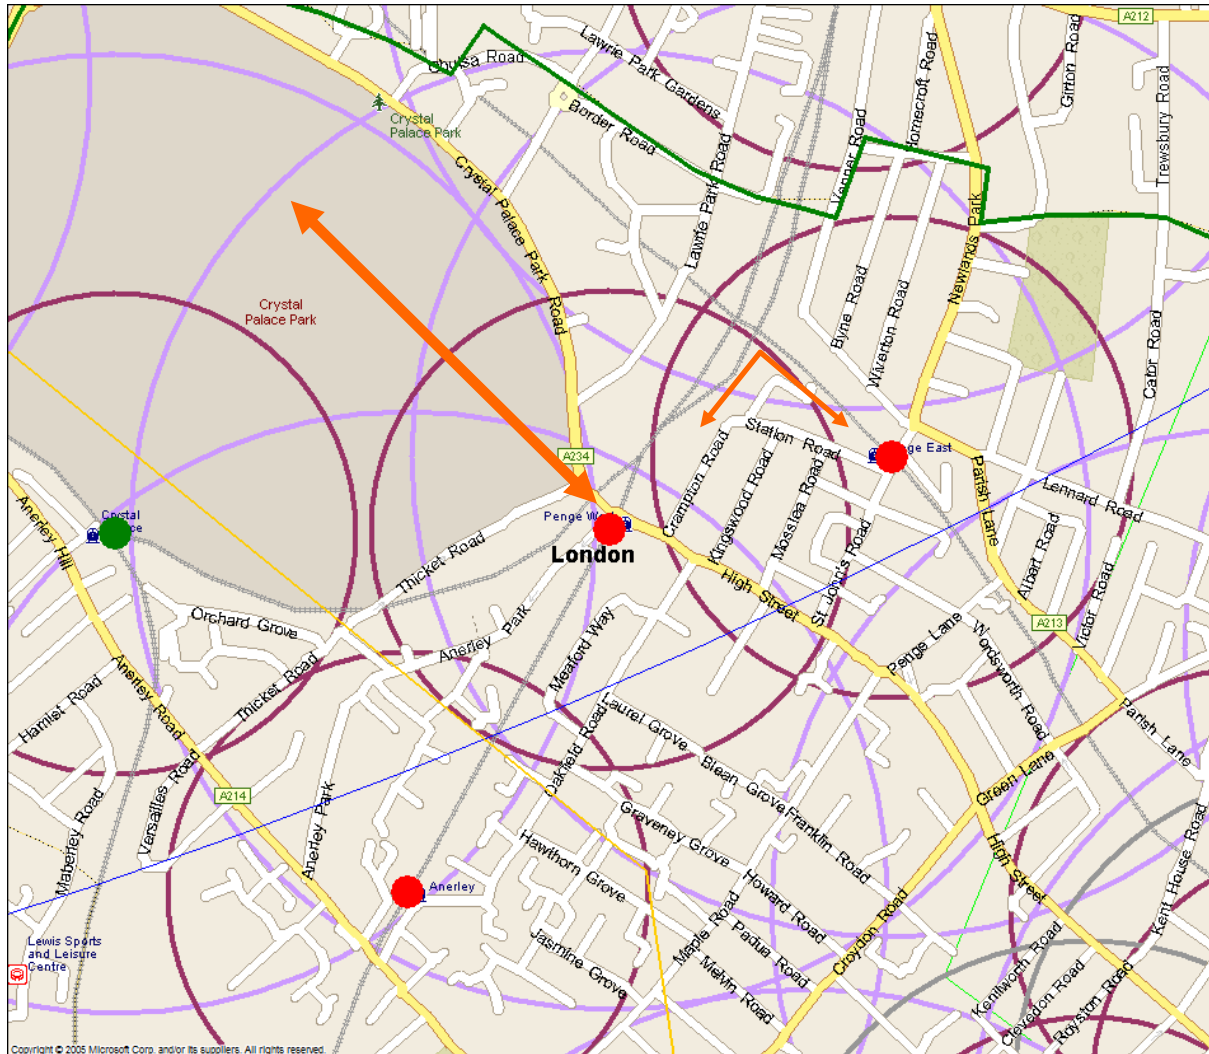 A212
Lawrie Park Gardens
Chulsa Road
Homecroft Road
Girton Road
Trewsbury Road
Border Road
Crystal
Palace Park
Venner Road
Crystal Palace Park Road
Lawrie Park Road
Newlands Park
Crystal
Palace Park
Byne Road
Wiverton Road
Cator Road
Station Road
East
A234
Crampton Road
Kingswood Road
Mosslea Road
Parish Lane
Lennard Road
Anerley Hill
Crystal
Penge
London
Thicket Road
High Street
St John's Road
Albert Road
Victor Road
A213
Orchard Grove
Anerley Park
Meaford Way
Penge Lane
Wordsworth Road
Hamlet Road
Anerley Road
Thicket Road
Oakfield Road
Laurel Grove
Blean Grove
Parish Lane
Versailles Road
A214
Anerley Park
Green Lane
Maberley Road
Graveney Grove
Franklin Road
Hawthorn Grove
Howard Road
High Street
Kent House Road
Anerley
Maple Road
Padua Road
Croydon Road
Jasmine Grove
Melvin Road
Kenilworth Road
Clevedon Road
Royston Road
Lewis Sports
and Leisure
Centre
Copyright © 2005 Microsoft Corp. and/or its suppliers. All rights reserved.